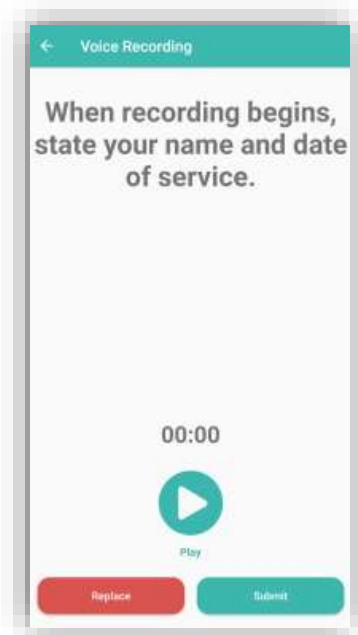 Voice Recording
When recording begins,
state your name and date
of service.
00:00
Play
Replace
Submit